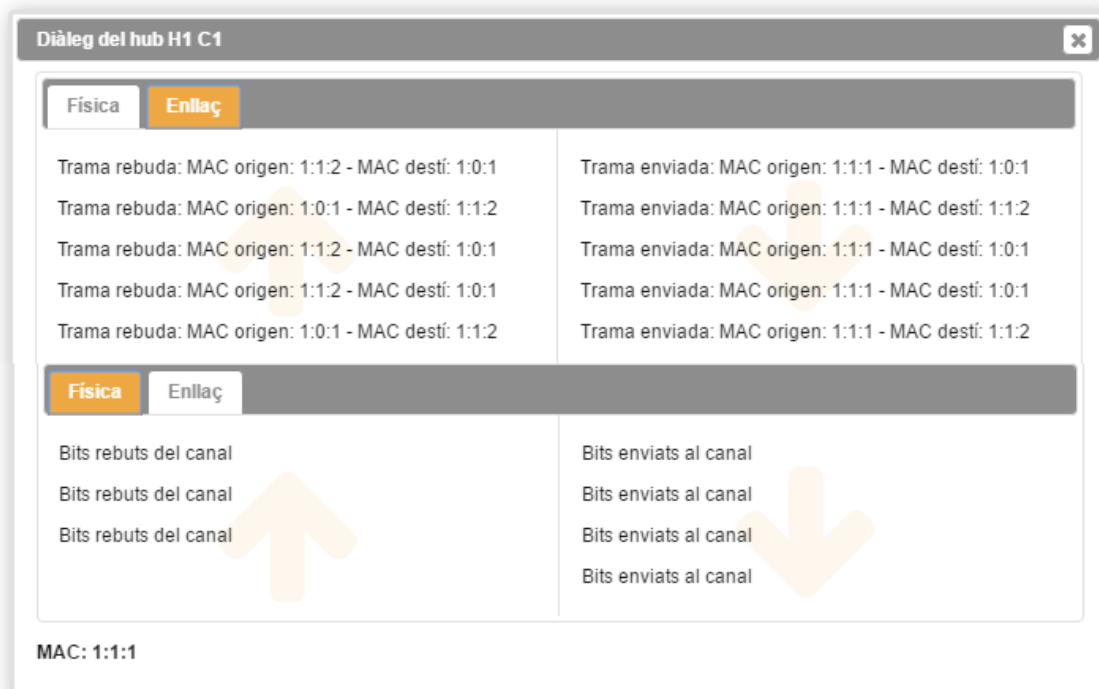 Diàleg del hub H1 C1
Física Enllaç
Trama rebuda: MAC origen: 1:1:2 - MAC destí: 1:0:1
Trama rebuda: MAC origen: 1:0:1 - MAC destí: 1:1:2
Trama rebuda: MAC origen: 1:1:2 - MAC destí: 1:0:1
Trama rebuda: MAC origen: 1:1:2 - MAC destí: 1:0:1
Trama rebuda: MAC origen: 1:0:1 - MAC destí: 1:1:2
Trama enviada: MAC origen: 1:1:1 - MAC destí: 1:0:1
Trama enviada: MAC origen: 1:1:1 - MAC destí: 1:1:2
Trama enviada: MAC origen: 1:1:1 - MAC destí: 1:0:1
Trama enviada: MAC origen: 1:1:1 - MAC destí: 1:0:1
Trama enviada: MAC origen: 1:1:1 - MAC destí: 1:1:2
Física Enllaç
Bits rebuts del canal
Bits rebuts del canal
Bits rebuts del canal
Bits enviats al canal
Bits enviats al canal
Bits enviats al canal
Bits enviats al canal
MAC: 1:1:1